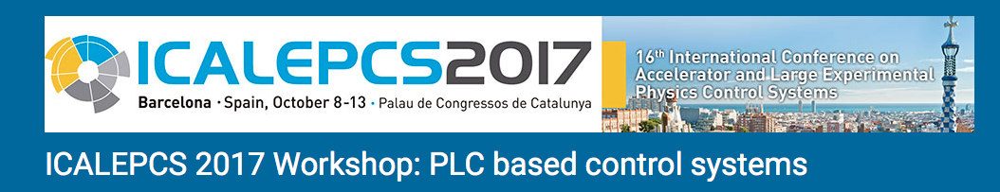 ICALEPCS2017
Barcelona · Spain, October 8-13 · Palau de Congressos de Catalunya
16th International Conference on
Accelerator and Large Experimental
Physics Control Systems
ICALEPCS 2017 Workshop: PLC based control systems